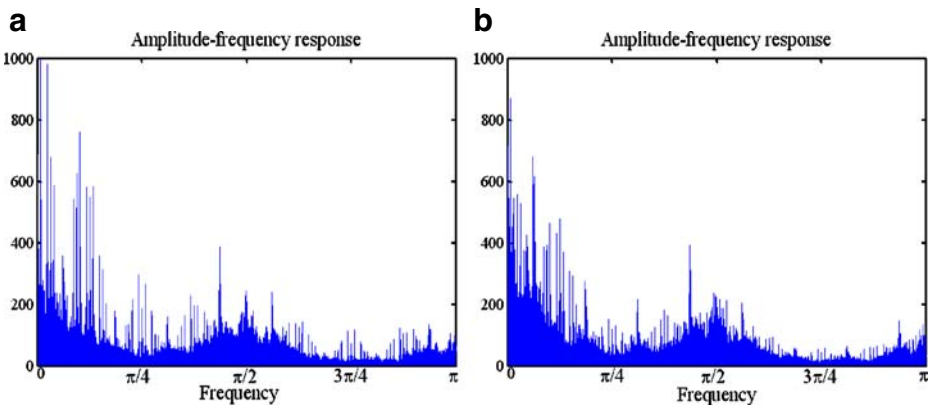 a
Amplitude-frequency response
1000
800
600
400
200
0
0 π/4 π/2 3π/4 π
Frequency
b
Amplitude-frequency response
1000
800
600
400
200
0
0 π/4 π/2 3π/4 π
Frequency